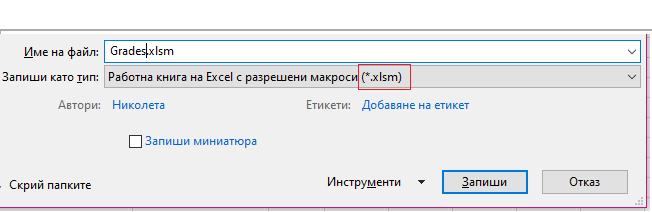 Име на файл: Grades.xlsm
Запиши като тип: Работна книга на Excel с разрешени макроси (*.xlsm)
Автори: Николета Етикети: Добавяне на етикет
Запиши миниатюра
Скрий папките Инструменти Запиши Отказ